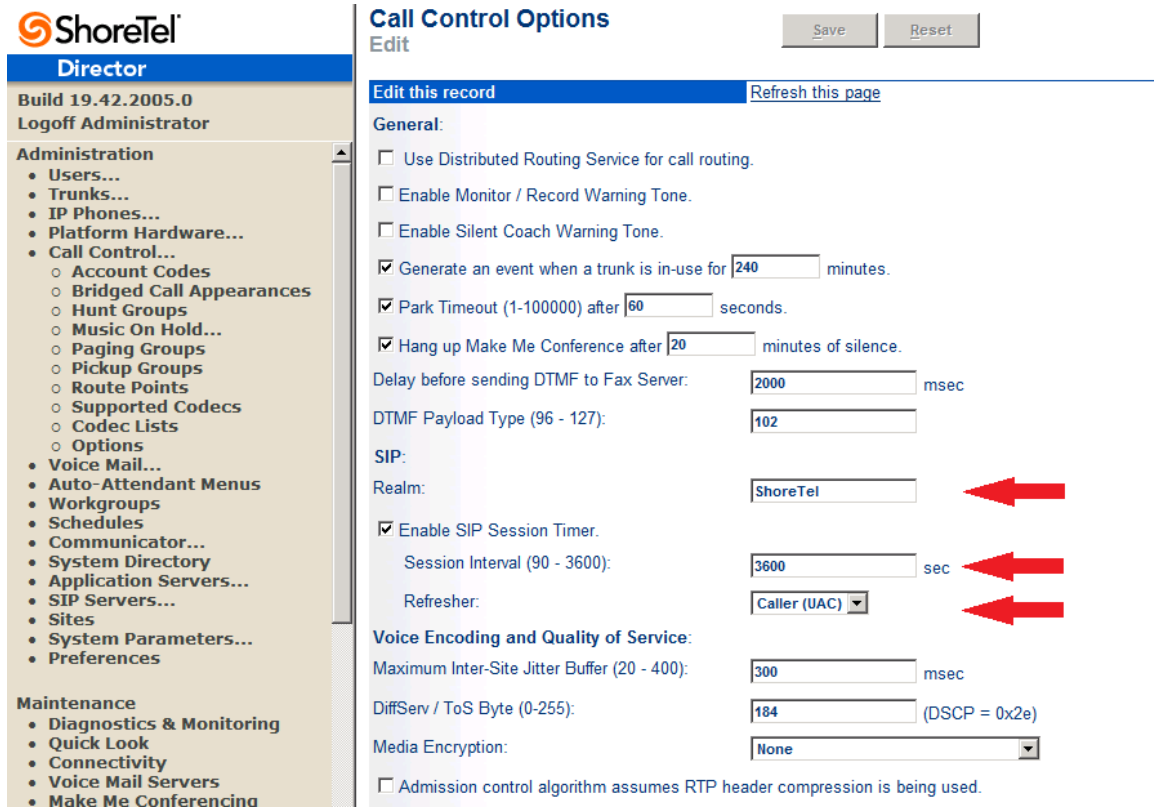 ShoreTel
Director
Build 19.42.2005.0
Logoff Administrator
Administration
• Users...
• Trunks...
• IP Phones...
• Platform Hardware...
• Call Control...
○ Account Codes
○ Bridged Call Appearances
○ Hunt Groups
○ Music On Hold...
○ Paging Groups
○ Pickup Groups
○ Route Points
○ Supported Codecs
○ Codec Lists
○ Options
• Voice Mail...
• Auto-Attendant Menus
• Workgroups
• Schedules
• Communicator...
• System Directory
• Application Servers...
• SIP Servers...
• Sites
• System Parameters...
• Preferences
Maintenance
• Diagnostics & Monitoring
• Quick Look
• Connectivity
• Voice Mail Servers
• Make Me Conferencing
Call Control Options
Edit
Save Reset
Edit this record Refresh this page
General:
Use Distributed Routing Service for call routing.
Enable Monitor / Record Warning Tone.
Enable Silent Coach Warning Tone.
Generate an event when a trunk is in-use for 240 minutes.
Park Timeout (1-100000) after 60 seconds.
Hang up Make Me Conference after 20 minutes of silence.
Delay before sending DTMF to Fax Server: 2000 msec
DTMF Payload Type (96 - 127): 102
SIP:
Realm: ShoreTel
Enable SIP Session Timer.
Session Interval (90 - 3600): 3600 sec
Refresher: Caller (UAC)
Voice Encoding and Quality of Service:
Maximum Inter-Site Jitter Buffer (20 - 400): 300 msec
DiffServ / ToS Byte (0-255): 184 (DSCP = 0x2e)
Media Encryption: None
Admission control algorithm assumes RTP header compression is being used.